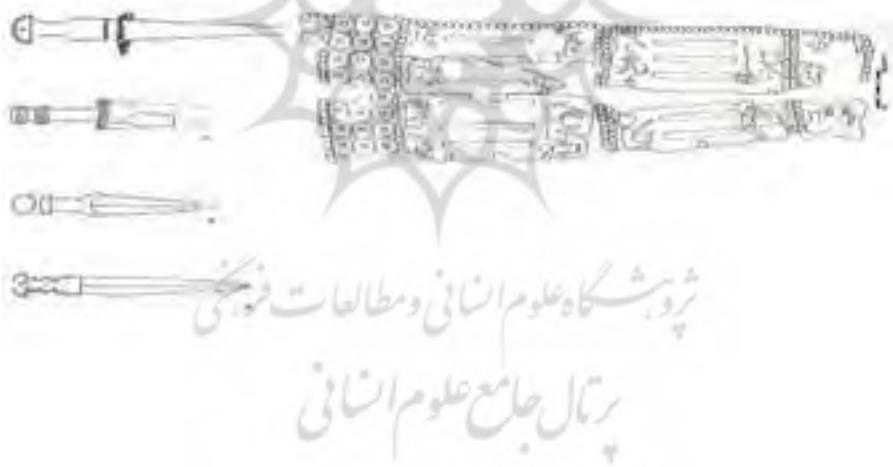 پژوهشگاه علوم انسانی و مطالعات فرهنگی
پرتال جامع علوم انسانی